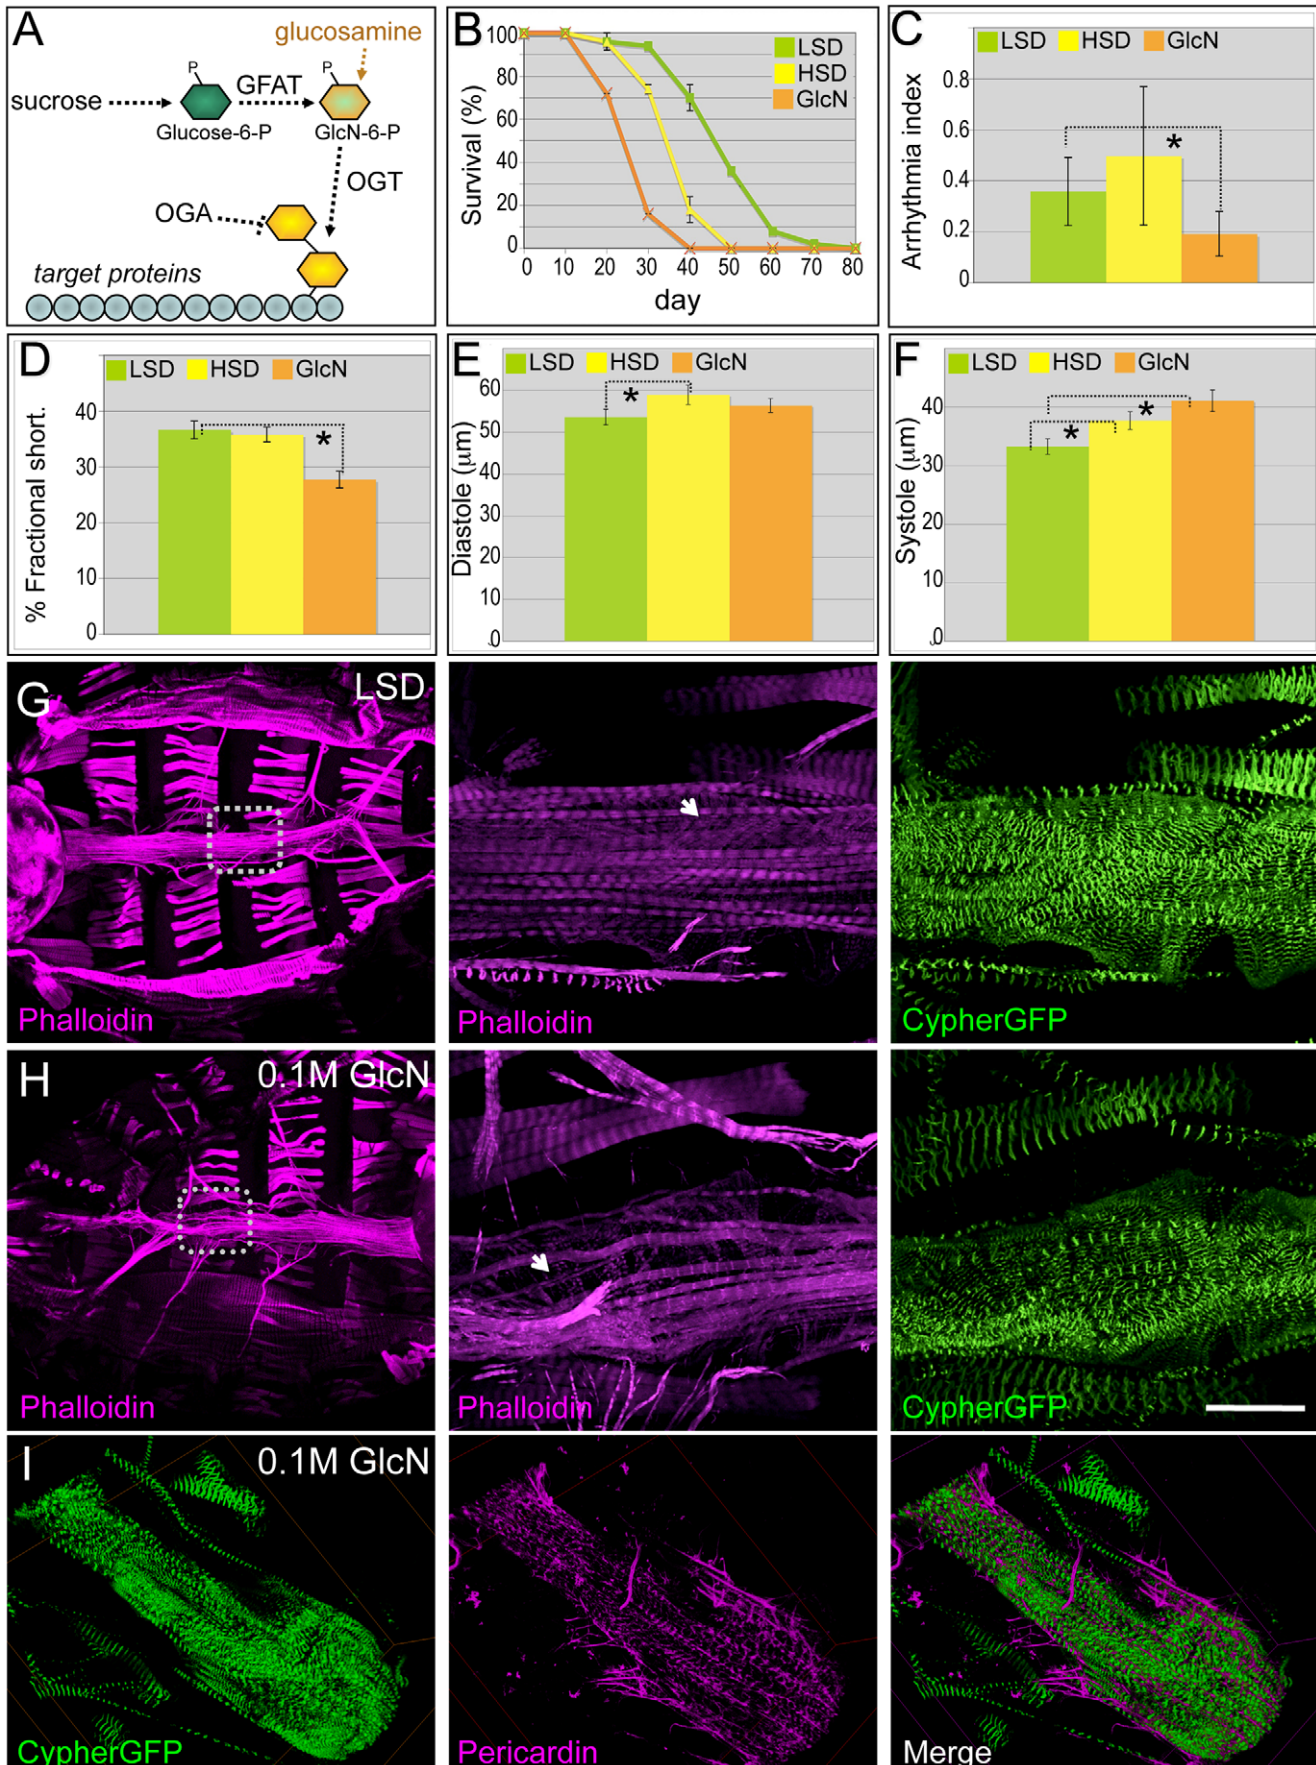 A
glucosamine
P
P
sucrose
GFAT
Glucose-6-P
GlcN-6-P
OGT
OGA
target proteins
B
LSD
HSD
GlcN
Survival (%)
100
80
60
40
20
0
0 10 20 30 40 50 60 70 80
day
C
LSD HSD GlcN
Arrhythmia index
0.8
0.6
0.4
0.2
0
*
D
LSD HSD GlcN
% Fractional short.
40
30
20
10
0
*
E
LSD HSD GlcN
Diastole (μm)
60
50
40
30
20
10
0
*
F
LSD HSD GlcN
Systole (μm)
40
30
20
10
0
*
*
G
LSD
Phalloidin
Phalloidin
CypherGFP
H
0.1M GlcN
Phalloidin
Phalloidin
CypherGFP
I
0.1M GlcN
CypherGFP
Pericardin
Merge